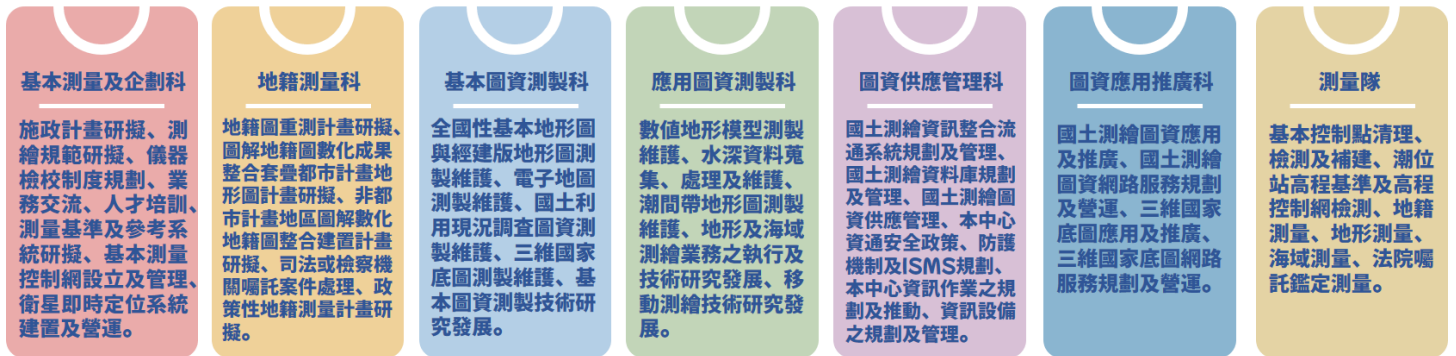 基本測量及企劃科
施政計畫研擬、測
繪規範研擬、儀器
檢校制度規劃、業
務交流、人才培訓、
測量基準及參考系
統研擬、基本測量
控制網設立及管理、
衛星即時定位系統
建置及營運。
地籍測量科
地籍圖重測計畫研擬、
圖解地籍圖數化成果
整合套疊都市計畫地
形圖計畫研擬、非都
市計畫地區圖解數化
地籍圖整合建置計畫
研擬、司法或檢察機
關囑託案件處理、政
策性地籍測量計畫研
擬。
基本圖資測製科
全國性基本地形圖
與經建版地形圖測
製維護、電子地圖
測製維護、國土利
用現況調查圖資測
製維護、三維國家
底圖測製維護、基
本圖資測製技術研
究發展。
應用圖資測製科
數值地形模型測製
維護、水深資料蒐
集、處理及維護、
潮間帶地形圖測製
維護、地形及海域
測繪業務之執行及
技術研究發展、移
動測繪技術研究發
展。
圖資供應管理科
國土測繪資訊整合流
通系統規劃及管理、
國土測繪資料庫規劃
及管理、國土測繪圖
資供應管理、本中心
資通安全政策、防護
機制及ISMS規劃、
本中心資訊作業之規
劃及推動、資訊設備
之規劃及管理。
圖資應用推廣科
國土測繪圖資應用
及推廣、國土測繪
圖資網路服務規劃
及營運、三維國家
底圖應用及推廣、
三維國家底圖網路
服務規劃及營運。
測量隊
基本控制點清理、
檢測及補建、潮位
站高程基準及高程
控制網檢測、地籍
測量、地形測量、
海域測量、法院囑
託鑑定測量。